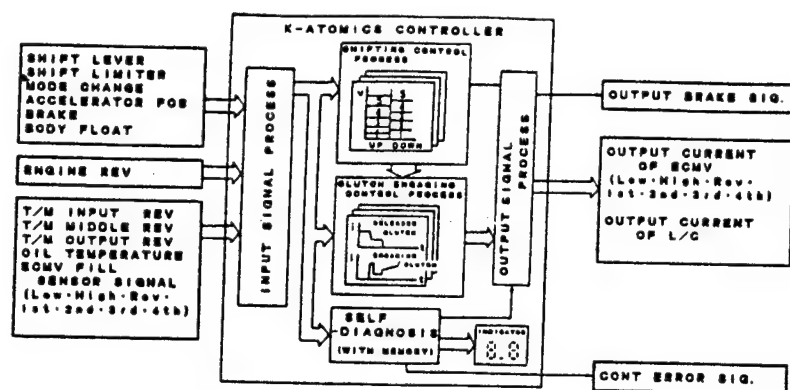 K-ATOMICS CONTROLLER
SHIFT LEVER
SHIFT LIMITER
MODE CHANGE
ACCELERATOR POS
BRAKE
BODY FLOAT
ENGINE REV
T/M INPUT REV
T/M MIDDLE REV
T/M OUTPUT REV
OIL TEMPERATURE
ECMV FILL
SENSOR SIGNAL
(Low·High·Rev·
1st·2nd·3rd·4th)
INPUT SIGNAL PROCESS
SHIFTING CONTROL
PROCESS
V
UP DOWN
CLUTCH ENGAGING
CONTROL PROCESS
RELEASED
CLUTCH
i
t
ENGAGING
CLUTCH
i
t
SELF
DIAGNOSIS
(WITH MEMORY)
INDICATOR
8.8
OUTPUT SIGNAL
PROCESS
OUTPUT BRAKE SIG.
OUTPUT CURRENT
OF ECMV
(Low·High·Rev·
1st·2nd·3rd·4th)
OUTPUT CURRENT
OF L/C
CONT ERROR SIG.